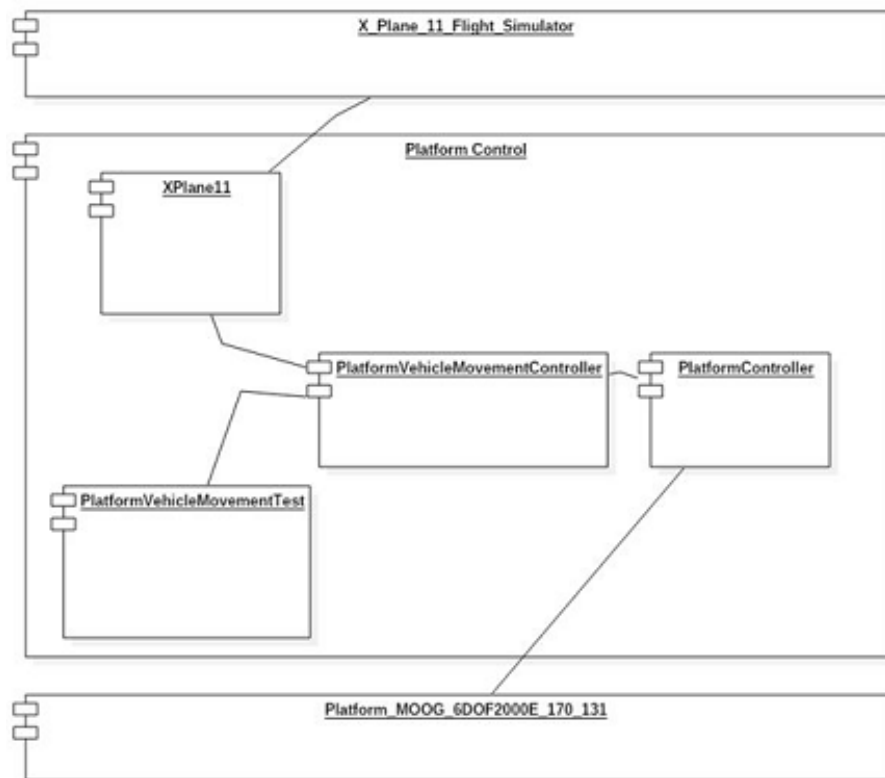 X_Plane_11_Flight_Simulator
Platform Control
XPlane11
PlatformVehicleMovementController
PlatformController
PlatformVehicleMovementTest
Platform_MOOG_6DOF2000E_170_131